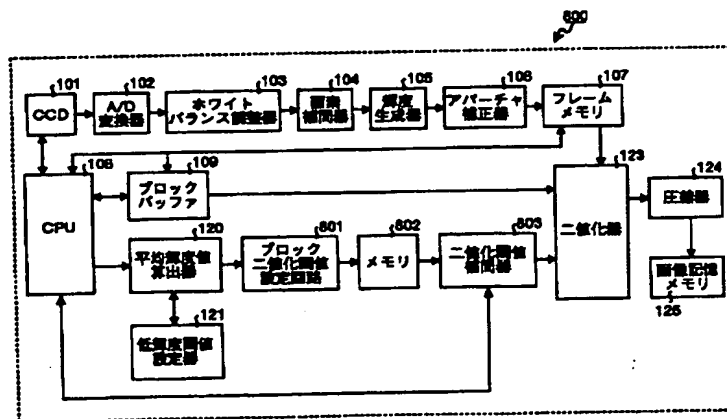 800
101
102
103
104
105
106
107
CCD
A/D
変換器
ホワイト
バランス調整器
画素
補間器
輝度
生成器
アパーチャ
補正器
フレーム
メモリ
108
109
123
124
CPU
ブロック
バッファ
二値化器
圧縮器
120
801
802
803
平均輝度値
算出器
ブロック
二値化閾値
設定回路
メモリ
二値化閾値
補間器
画像記憶
メモリ
125
121
低輝度閾値
設定器